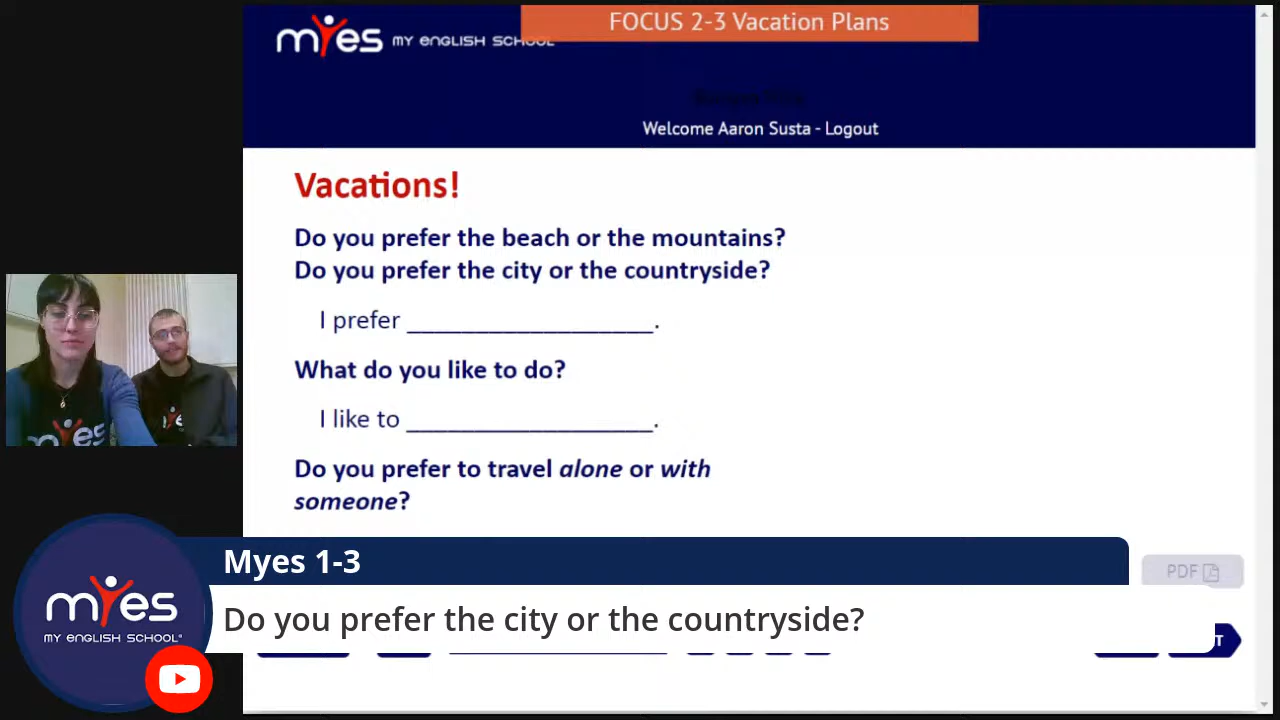 FOCUS 2-3 Vacation Plans
myes MY ENGLISH SCHOOL
Welcome Aaron Susta - Logout
Vacations!
Do you prefer the beach or the mountains?
Do you prefer the city or the countryside?
I prefer ___________________.
What do you like to do?
I like to ___________________.
Do you prefer to travel alone or with
someone?
myes
Myes 1-3
PDF
Do you prefer the city or the countryside?
myes
MY ENGLISH SCHOOL